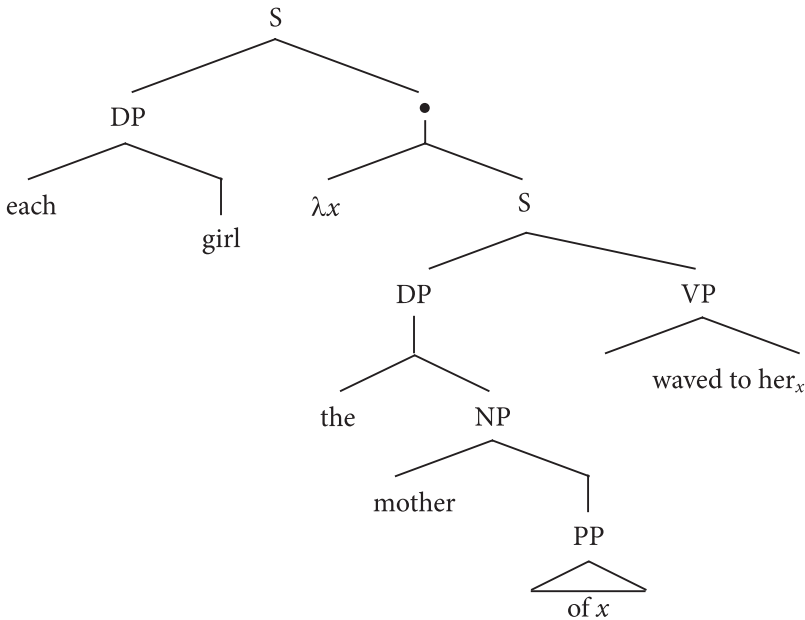 S
DP
•
each
girl
λx
S
DP
VP
the
NP
waved to herₓ
mother
PP
of x